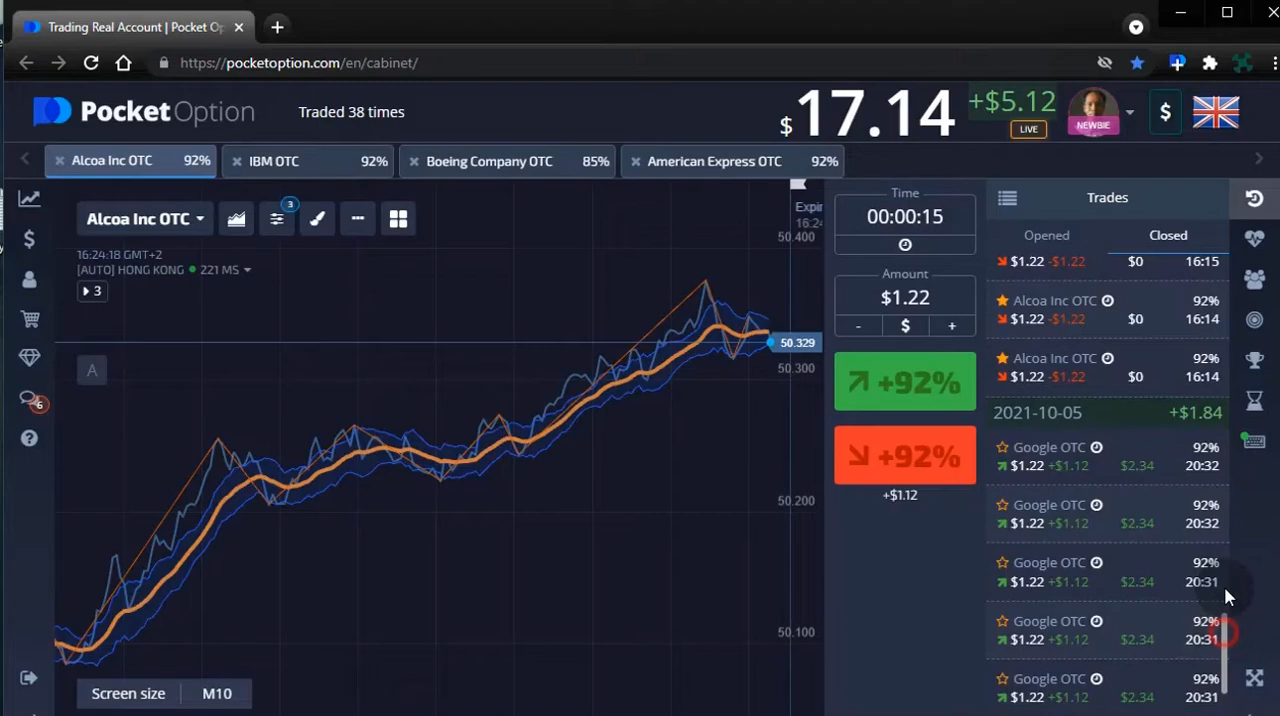 Trading Real Account | Pocket Op
https://pocketoption.com/en/cabinet/
PocketOption
Traded 38 times
$ 17.14
+$5.12
LIVE
NEWBIE
$
Alcoa Inc OTC 92%
IBM OTC 92%
Boeing Company OTC 85%
American Express OTC 92%
Alcoa Inc OTC
3
16:24:18 GMT+2
[AUTO] HONG KONG 221 MS
3
A
Expir
16:24
50.400
50.329
50.300
50.200
50.100
Screen size M10
6
Time
00:00:15
Amount
$1.22
- $ +
+92%
+92%
+$1.12
Trades
Opened Closed
$1.22 -$1.22 $0 16:15
Alcoa Inc OTC 92%
$1.22 -$1.22 $0 16:14
Alcoa Inc OTC 92%
$1.22 -$1.22 $0 16:14
2021-10-05 +$1.84
Google OTC 92%
$1.22 +$1.12 $2.34 20:32
Google OTC 92%
$1.22 +$1.12 $2.34 20:32
Google OTC 92%
$1.22 +$1.12 $2.34 20:31
Google OTC 92%
$1.22 +$1.12 $2.34 20:31
Google OTC 92%
$1.22 +$1.12 $2.34 20:31